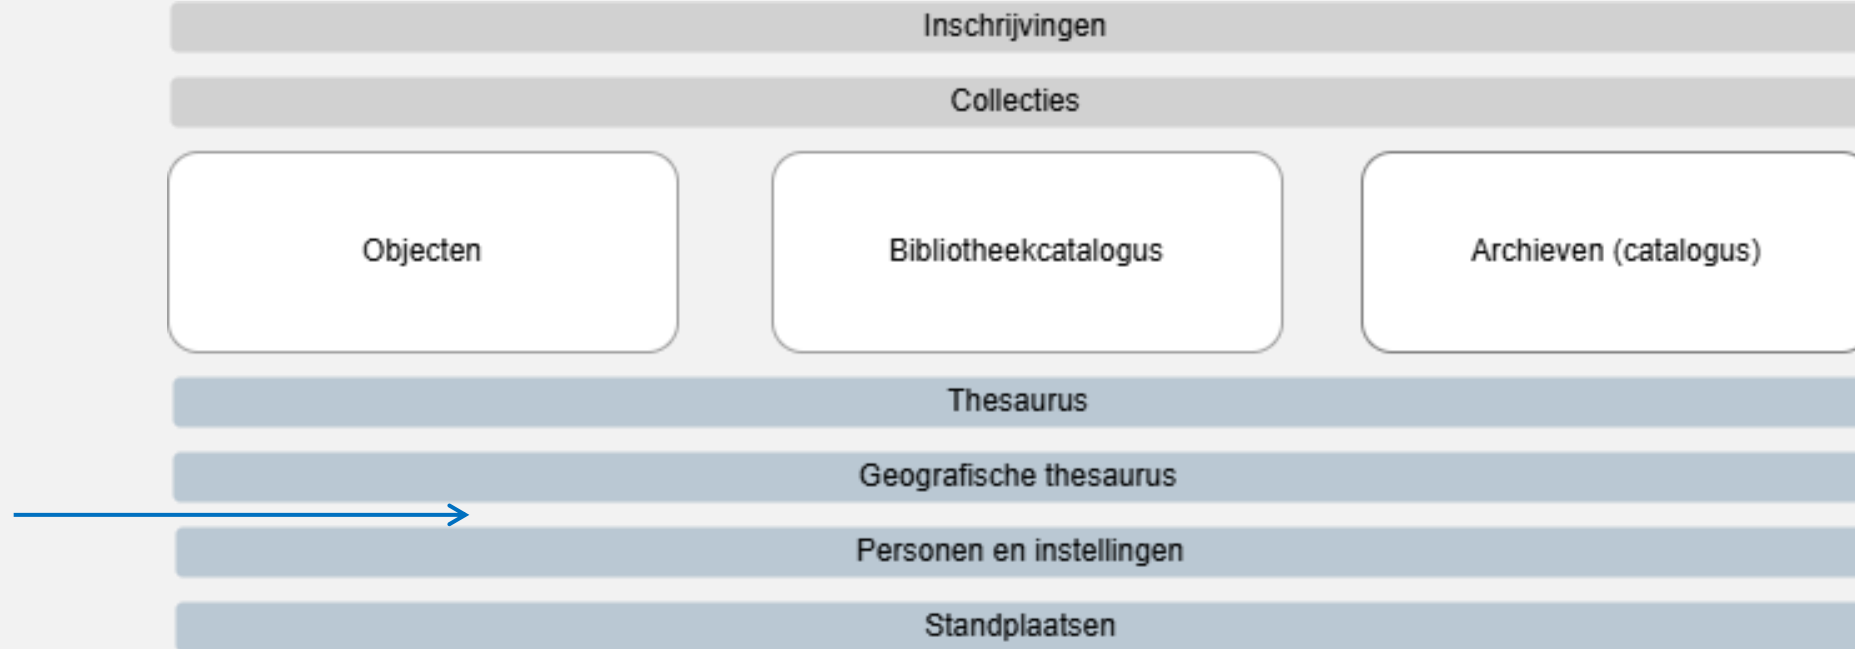 Inschrijvingen
Collecties
Objecten
Bibliotheekcatalogus
Archieven (catalogus)
Thesaurus
Geografische thesaurus
Personen en instellingen
Standplaatsen